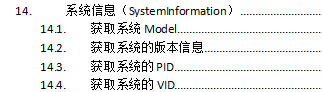 14. 系统信息（SystemInformation）..............................
14.1. 获取系统 Model..............................................
14.2. 获取系统的版本信息......................................
14.3. 获取系统的 PID..............................................
14.4. 获取系统的 VID..............................................